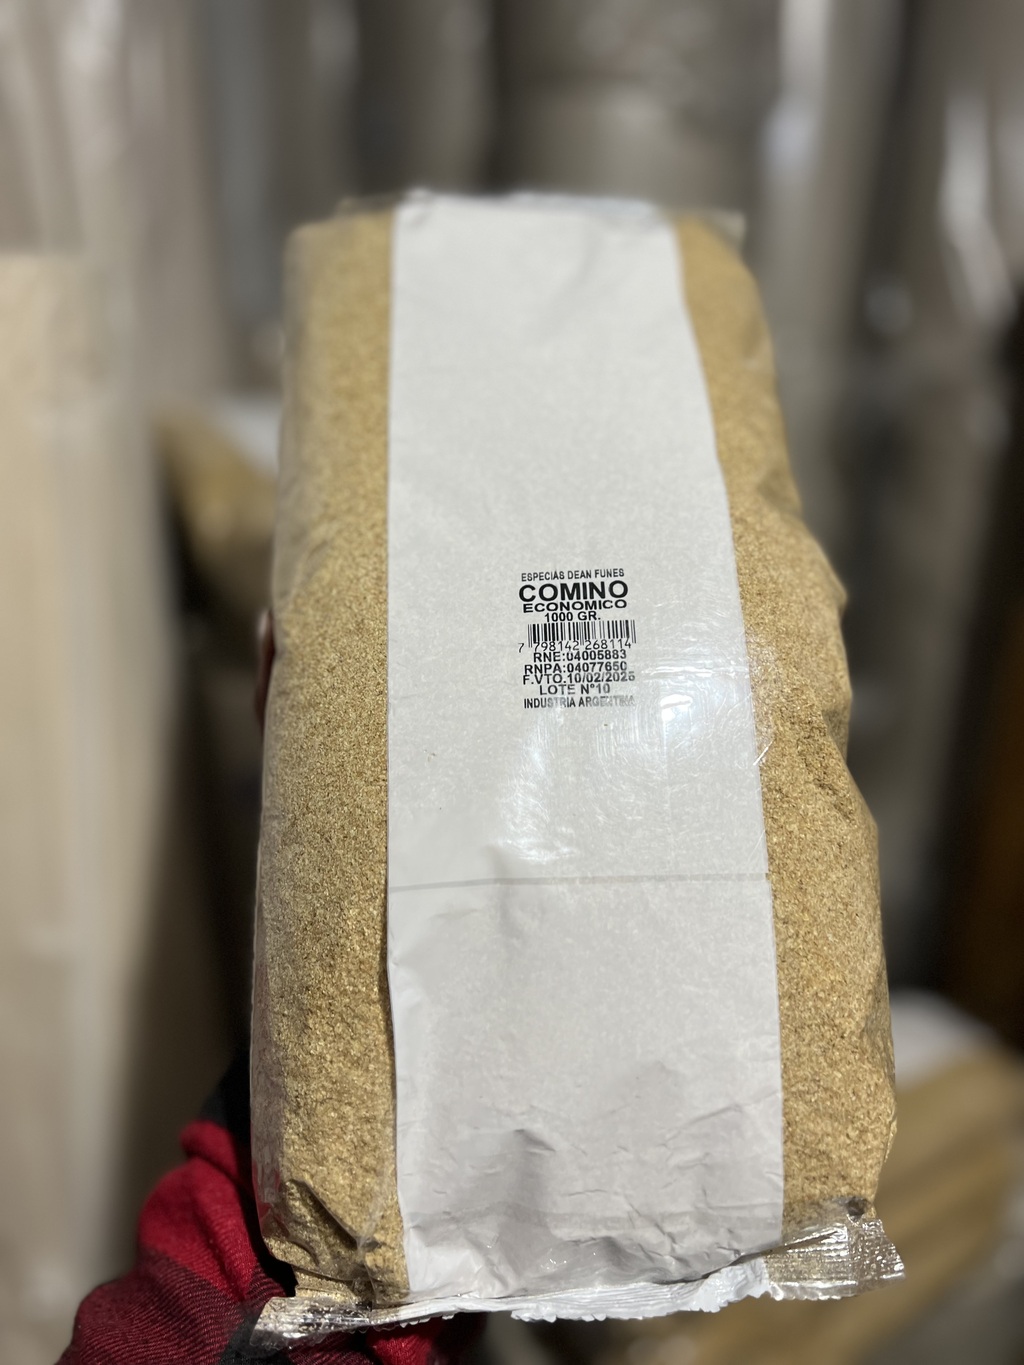 ESPECIAS DEAN FUNES
COMINO
ECONOMICO
1000 GR.
7 798142 268114
RNE:04005883
RNPA:04077650
F.VTO.10/02/2025
LOTE N°10
INDUSTRIA ARGENTINA